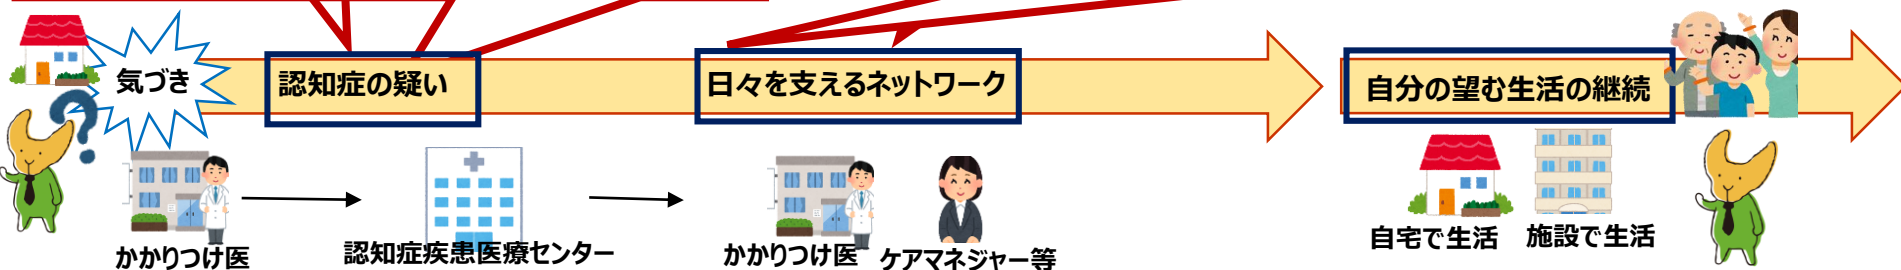 気づき
認知症の疑い
日々を支えるネットワーク
自分の望む生活の継続
かかりつけ医
認知症疾患医療センター
かかりつけ医
ケアマネジャー等
自宅で生活
施設で生活